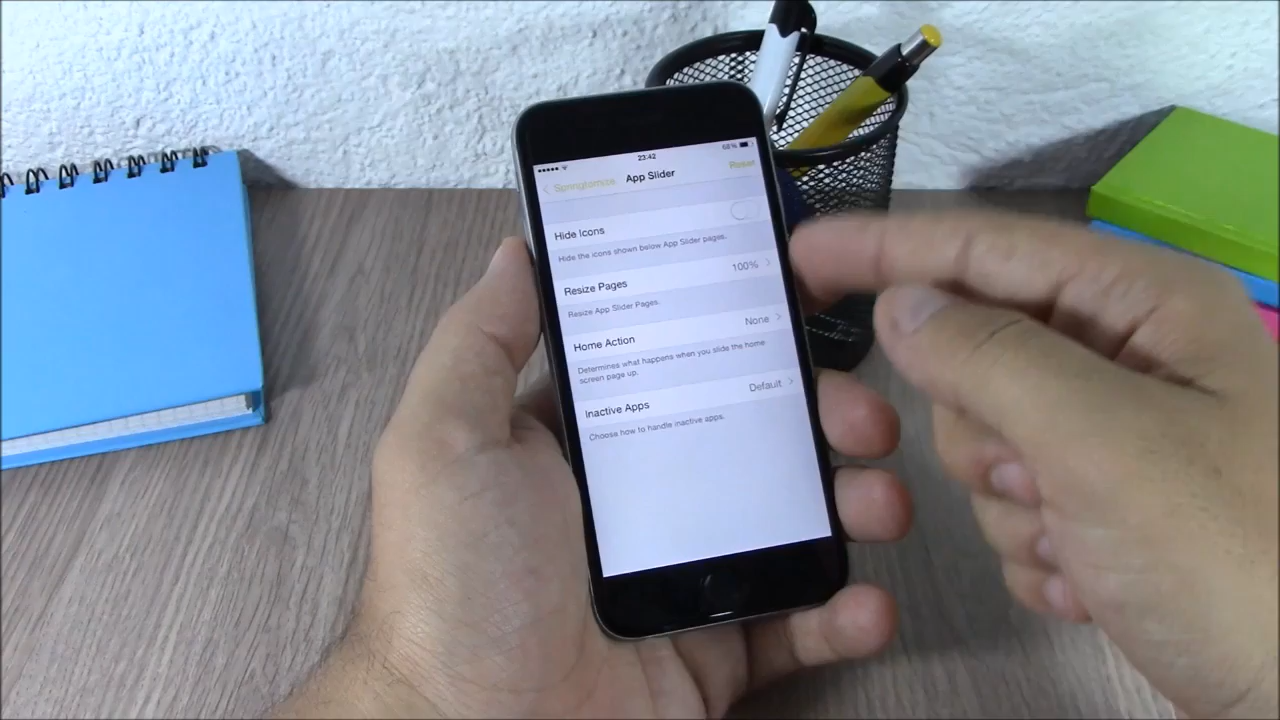 23:42
68%
Springtomize
App Slider
Reset
Hide Icons
Hide the icons shown below App Slider pages.
Resize Pages
100%
Resize App Slider Pages.
Home Action
None
Determines what happens when you slide the home
screen page up.
Inactive Apps
Default
Choose how to handle inactive apps.